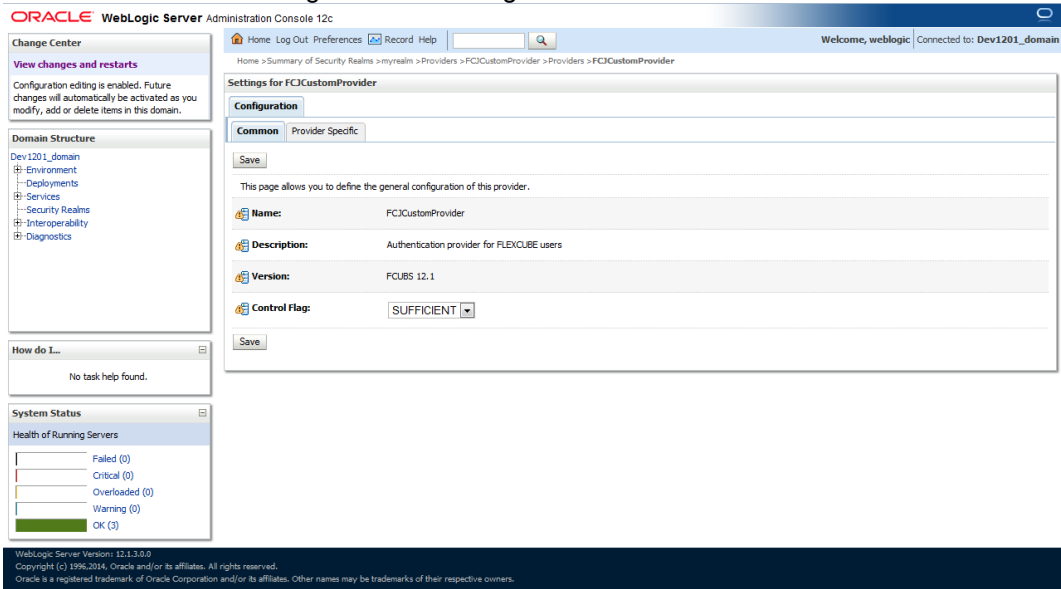 ORACLE WebLogic Server Administration Console 12c
Change Center
View changes and restarts
Configuration editing is enabled. Future
changes will automatically be activated as you
modify, add or delete items in this domain.
Domain Structure
Dev1201_domain
Environment
Deployments
Services
Security Realms
Interoperability
Diagnostics
How do I...
No task help found.
System Status
Health of Running Servers
Failed (0)
Critical (0)
Overloaded (0)
Warning (0)
OK (3)
Home Log Out Preferences Record Help
Welcome, weblogic Connected to: Dev1201_domain
Home >Summary of Security Realms >myrealm >Providers >FCJCustomProvider >Providers >FCJCustomProvider
Settings for FCJCustomProvider
Configuration
Common Provider Specific
Save
This page allows you to define the general configuration of this provider.
Name: FCJCustomProvider
Description: Authentication provider for FLEXCUBE users
Version: FCUBS 12.1
Control Flag: SUFFICIENT
Save
WebLogic Server Version: 12.1.3.0.0
Copyright (c) 1996,2014, Oracle and/or its affiliates. All rights reserved.
Oracle is a registered trademark of Oracle Corporation and/or its affiliates. Other names may be trademarks of their respective owners.